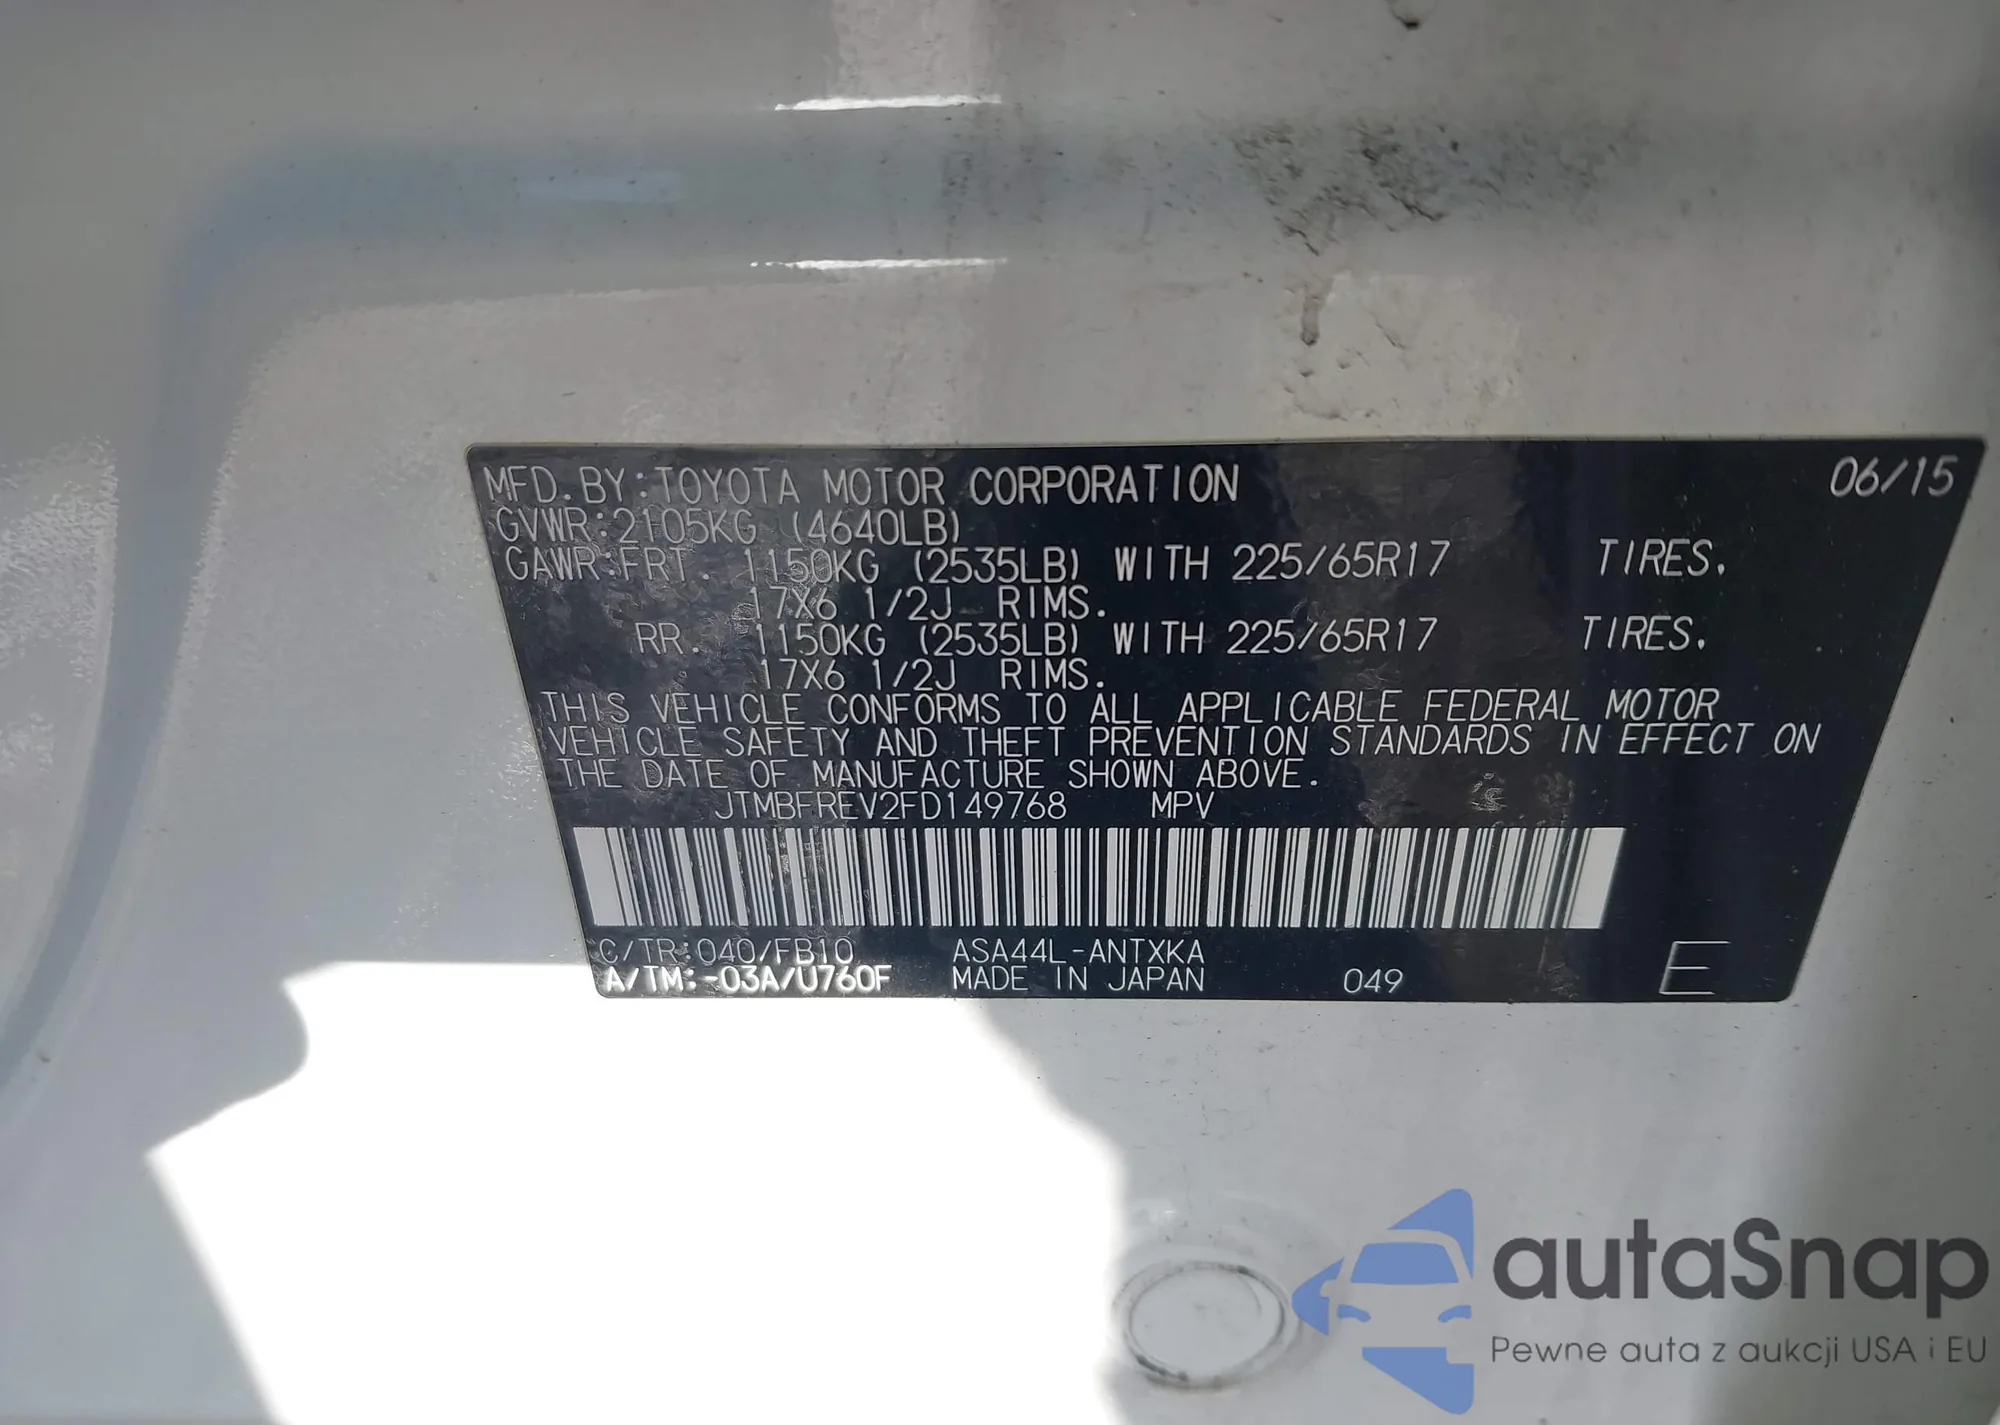 MFD. BY: TOYOTA MOTOR CORPORATION 06/15
GVWR: 2105KG (4640LB)
GAWR: FRT. 1150KG (2535LB) WITH 225/65R17 TIRES.
17X6 1/2J RIMS.
RR. 1150KG (2535LB) WITH 225/65R17 TIRES.
17X6 1/2J RIMS.
THIS VEHICLE CONFORMS TO ALL APPLICABLE FEDERAL MOTOR
VEHICLE SAFETY AND THEFT PREVENTION STANDARDS IN EFFECT ON
THE DATE OF MANUFACTURE SHOWN ABOVE.
JTMBFREV2FD149768 MPV
C/TR: 040/FB10 ASA44L-ANTXKA
A/TM: -03A/U760F MADE IN JAPAN 049 E
autaSnap
Pewne auta z aukcji USA i EU